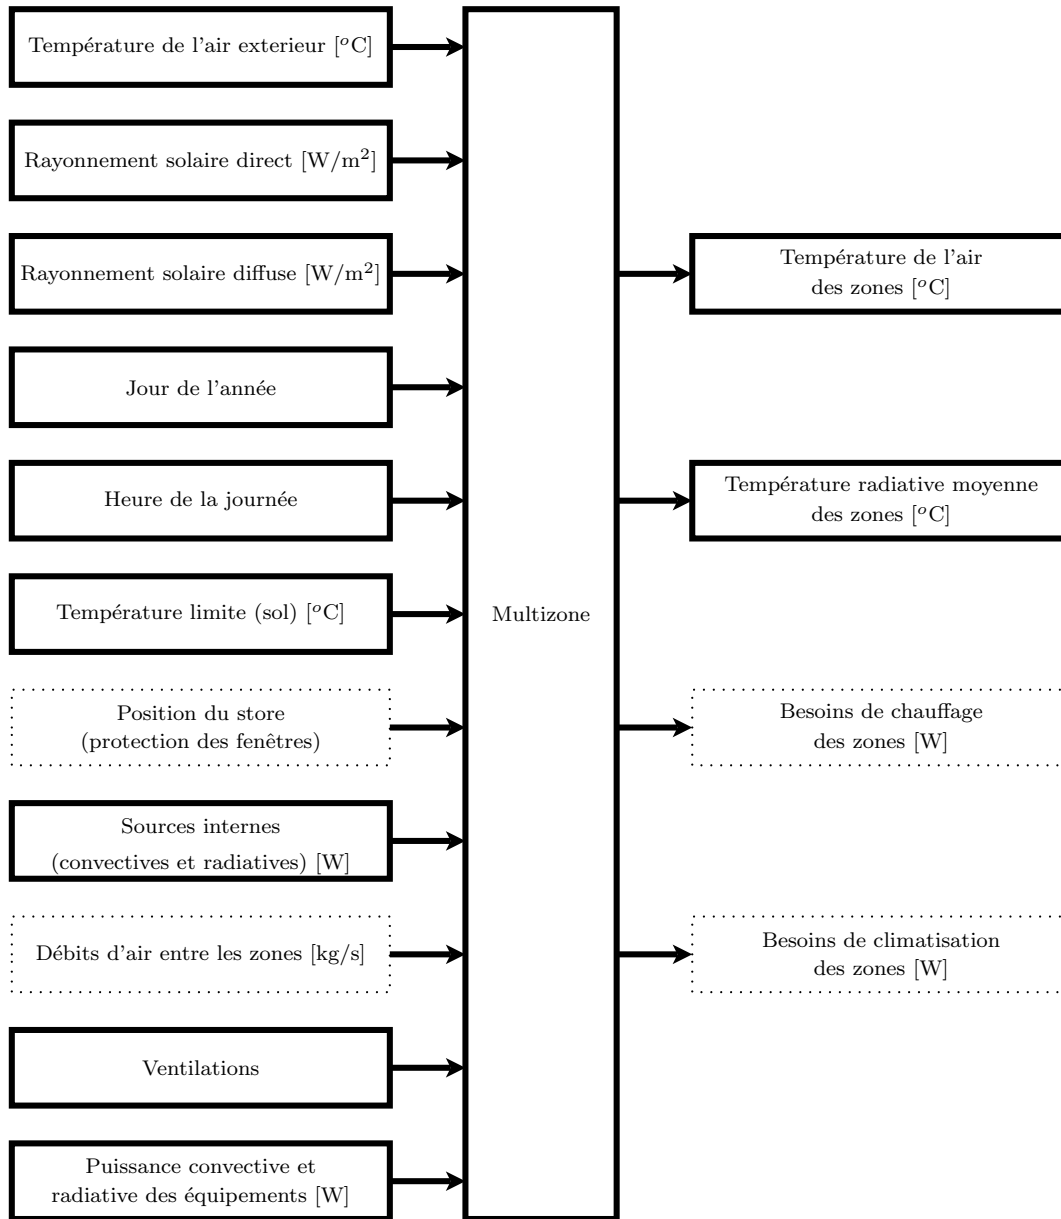 Température de l'air exterieur [°C]
Rayonnement solaire direct [W/m²]
Rayonnement solaire diffuse [W/m²]
Jour de l'année
Heure de la journée
Température limite (sol) [°C]
Position du store
(protection des fenêtres)
Sources internes
(convectives et radiatives) [W]
Débits d'air entre les zones [kg/s]
Ventilations
Puissance convective et
radiative des équipements [W]
Multizone
Température de l'air
des zones [°C]
Température radiative moyenne
des zones [°C]
Besoins de chauffage
des zones [W]
Besoins de climatisation
des zones [W]